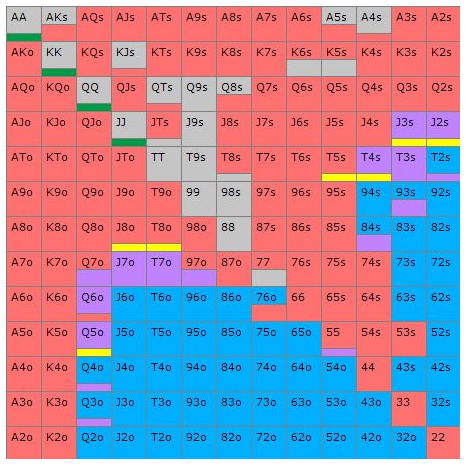 AA AKs AQs AJs ATs A9s A8s A7s A6s A5s A4s A3s A2s
AKo KK KQs KJs KTs K9s K8s K7s K6s K5s K4s K3s K2s
AQo KQo QQ QJs QTs Q9s Q8s Q7s Q6s Q5s Q4s Q3s Q2s
AJo KJo QJo JJ JTs J9s J8s J7s J6s J5s J4s J3s J2s
ATo KTo QTo JTo TT T9s T8s T7s T6s T5s T4s T3s T2s
A9o K9o Q9o J9o T9o 99 98s 97s 96s 95s 94s 93s 92s
A8o K8o Q8o J8o T8o 98o 88 87s 86s 85s 84s 83s 82s
A7o K7o Q7o J7o T7o 97o 87o 77 76s 75s 74s 73s 72s
A6o K6o Q6o J6o T6o 96o 86o 76o 66 65s 64s 63s 62s
A5o K5o Q5o J5o T5o 95o 85o 75o 65o 55 54s 53s 52s
A4o K4o Q4o J4o T4o 94o 84o 74o 64o 54o 44 43s 42s
A3o K3o Q3o J3o T3o 93o 83o 73o 63o 53o 43o 33 32s
A2o K2o Q2o J2o T2o 92o 82o 72o 62o 52o 42o 32o 22